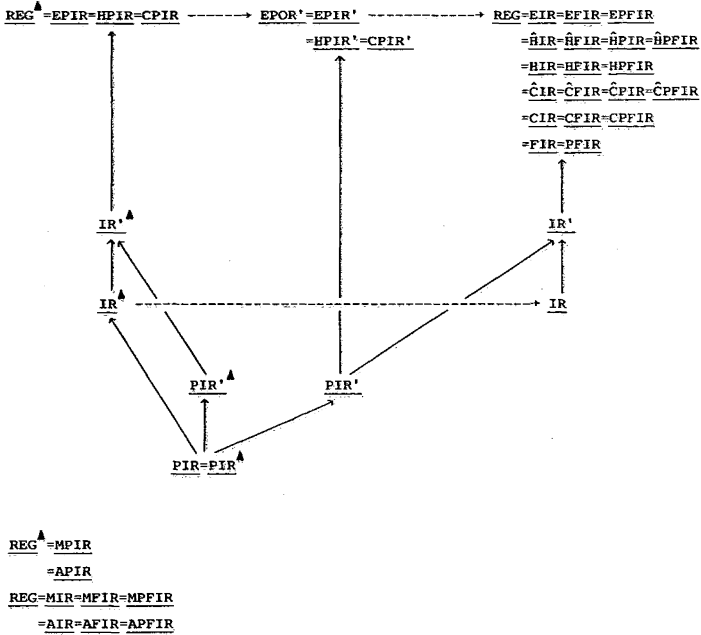 REG▲=EPIR=HPIR=CPIR EPOR'=EPIR' REG=EIR=EFIR=EPFIR
=HPIR'=CPIR' =ĤIR=ĤFIR=ĤPIR=ĤPFIR
=HIR=HFIR=HPFIR
=ĈIR=ĈFIR=ĈPIR=ĈPFIR
=CIR=CFIR=CPFIR
=FIR=PFIR
IR'▲ IR'
IR▲ IR
PIR'▲ PIR'
PIR=PIR▲
REG▲=MPIR
=APIR
REG=MIR=MFIR=MPFIR
=AIR=AFIR=APFIR